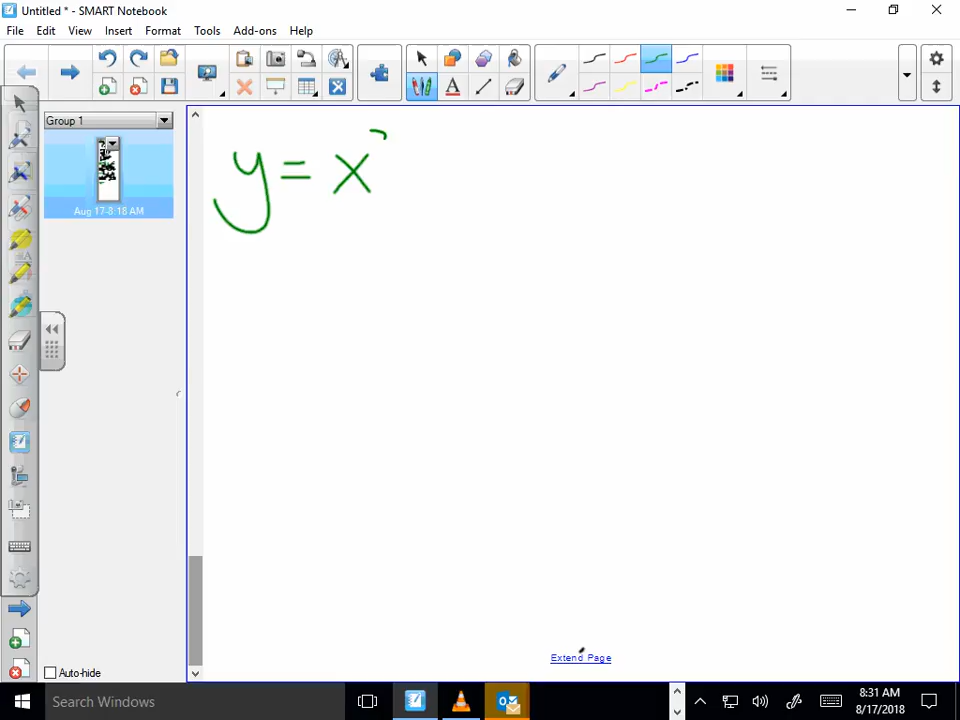 Untitled * - SMART Notebook
File Edit View Insert Format Tools Add-ons Help
Group 1
Aug 17-8:18 AM
y = x
Extend Page
Auto-hide
Search Windows
8:31 AM
8/17/2018